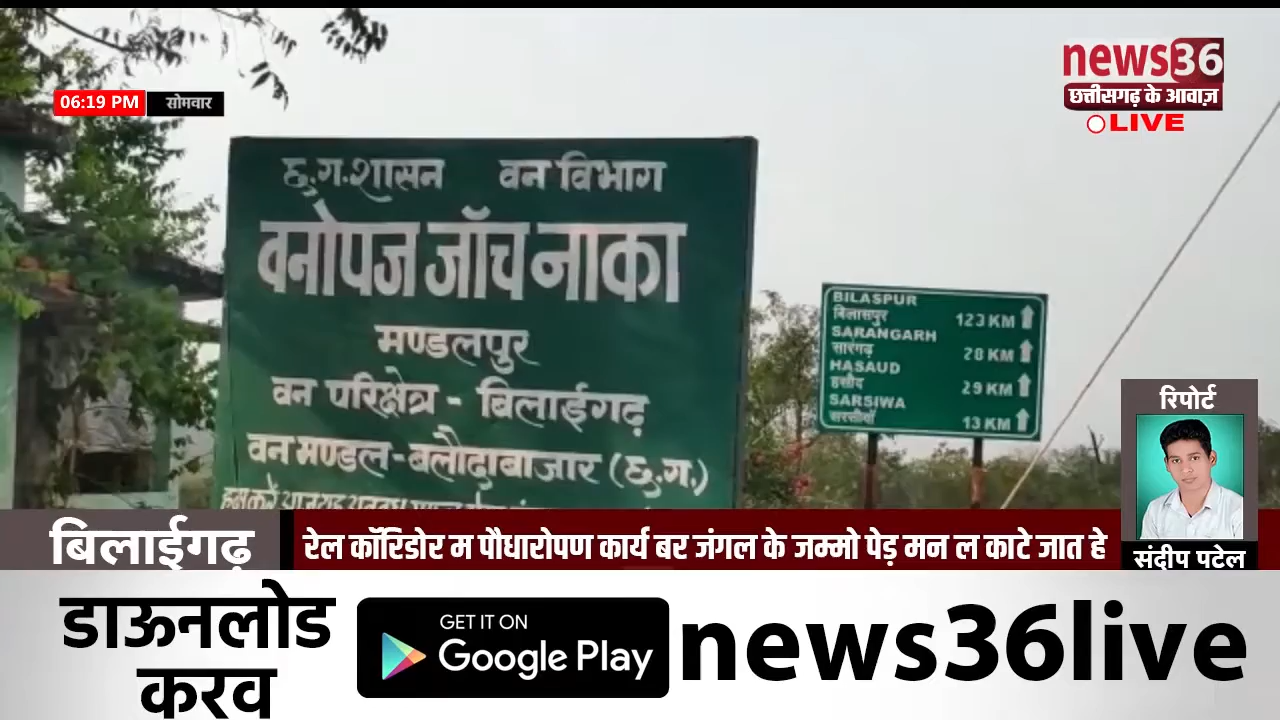 06:19 PM सोमवार
news36
छत्तीसगढ़ के आवाज़
LIVE
छ.ग.शासन वन विभाग
वनोपज जॉच नाका
मण्डलपुर
वन परिक्षेत्र - बिलाईगढ़
वन मण्डल-बलौदाबाजार (छ.ग.)
BILASPUR
बिलासपुर 123 KM
SARANGARH
सारंगढ़ 28 KM
HASAUD
हसौद 29 KM
SARSIWA
सरसीवॉ 13 KM
रिपोर्ट
संदीप पटेल
बिलाईगढ़
रेल कॉरिडोर म पौधारोपण कार्य बर जंगल के जम्मो पेड़ मन ल काटे जात हे
डाऊनलोड
करव
GET IT ON
Google Play
news36live